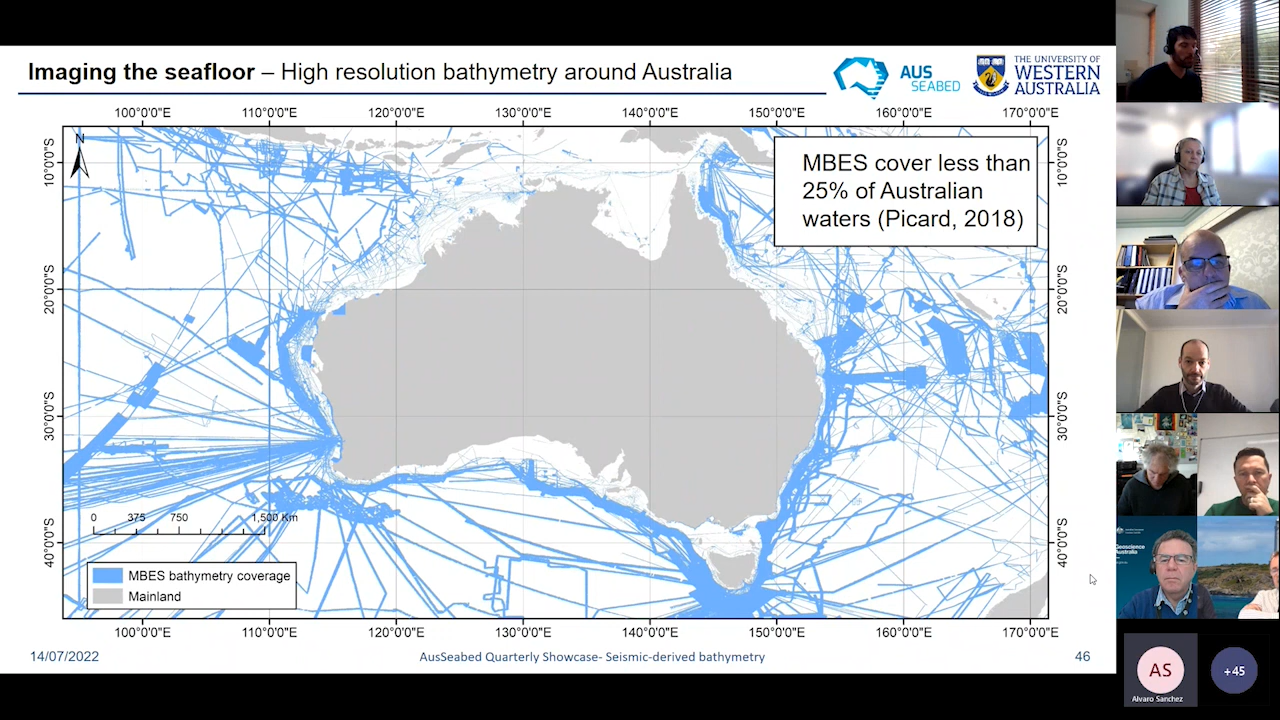 Imaging the seafloor – High resolution bathymetry around Australia
AUS
SEABED
THE UNIVERSITY OF
WESTERN
AUSTRALIA
100°0'0"E 110°0'0"E 120°0'0"E 130°0'0"E 140°0'0"E 150°0'0"E 160°0'0"E 170°0'0"E
N
MBES cover less than
25% of Australian
waters (Picard, 2018)
10°0'0"S 10°0'0"S
20°0'0"S 20°0'0"S
30°0'0"S 30°0'0"S
40°0'0"S 40°0'0"S
0 375 750 1,500 Km
MBES bathymetry coverage
Mainland
100°0'0"E 110°0'0"E 120°0'0"E 130°0'0"E 140°0'0"E 150°0'0"E 160°0'0"E 170°0'0"E
14/07/2022 AusSeabed Quarterly Showcase- Seismic-derived bathymetry 46
Geoscience
Australia
AS
Alvaro Sanchez
+45